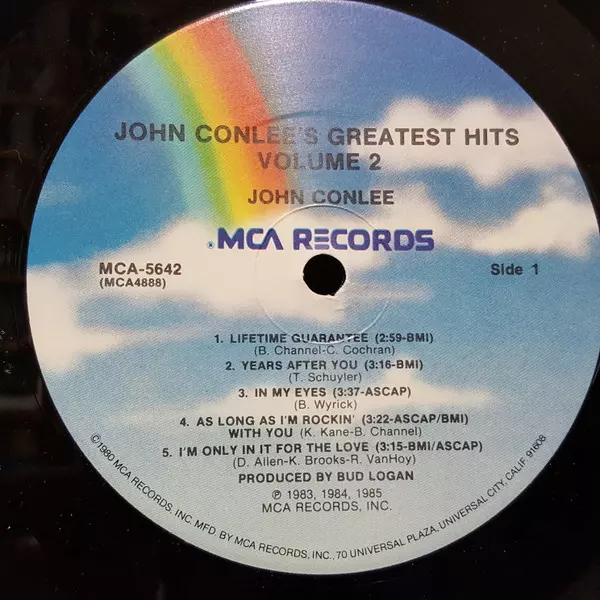 JOHN CONLEE'S GREATEST HITS
VOLUME 2
JOHN CONLEE
® MCA RECORDS
MCA-5642
(MCA4888)
Side 1
1. LIFETIME GUARANTEE (2:59-BMI)
(B. Channel-C. Cochran)
2. YEARS AFTER YOU (3:16-BMI)
(T. Schuyler)
3. IN MY EYES (3:37-ASCAP)
(B. Wyrick)
4. AS LONG AS I'M ROCKIN' (3:22-ASCAP/BMI)
WITH YOU (K. Kane-B. Channel)
5. I'M ONLY IN IT FOR THE LOVE (3:15-BMI/ASCAP)
(D. Allen-K. Brooks-R. VanHoy)
PRODUCED BY BUD LOGAN
℗ 1983, 1984, 1985
MCA RECORDS, INC.
©1980 MCA RECORDS, INC. MFD. BY MCA RECORDS, INC., 70 UNIVERSAL PLAZA, UNIVERSAL CITY, CALIF. 91608